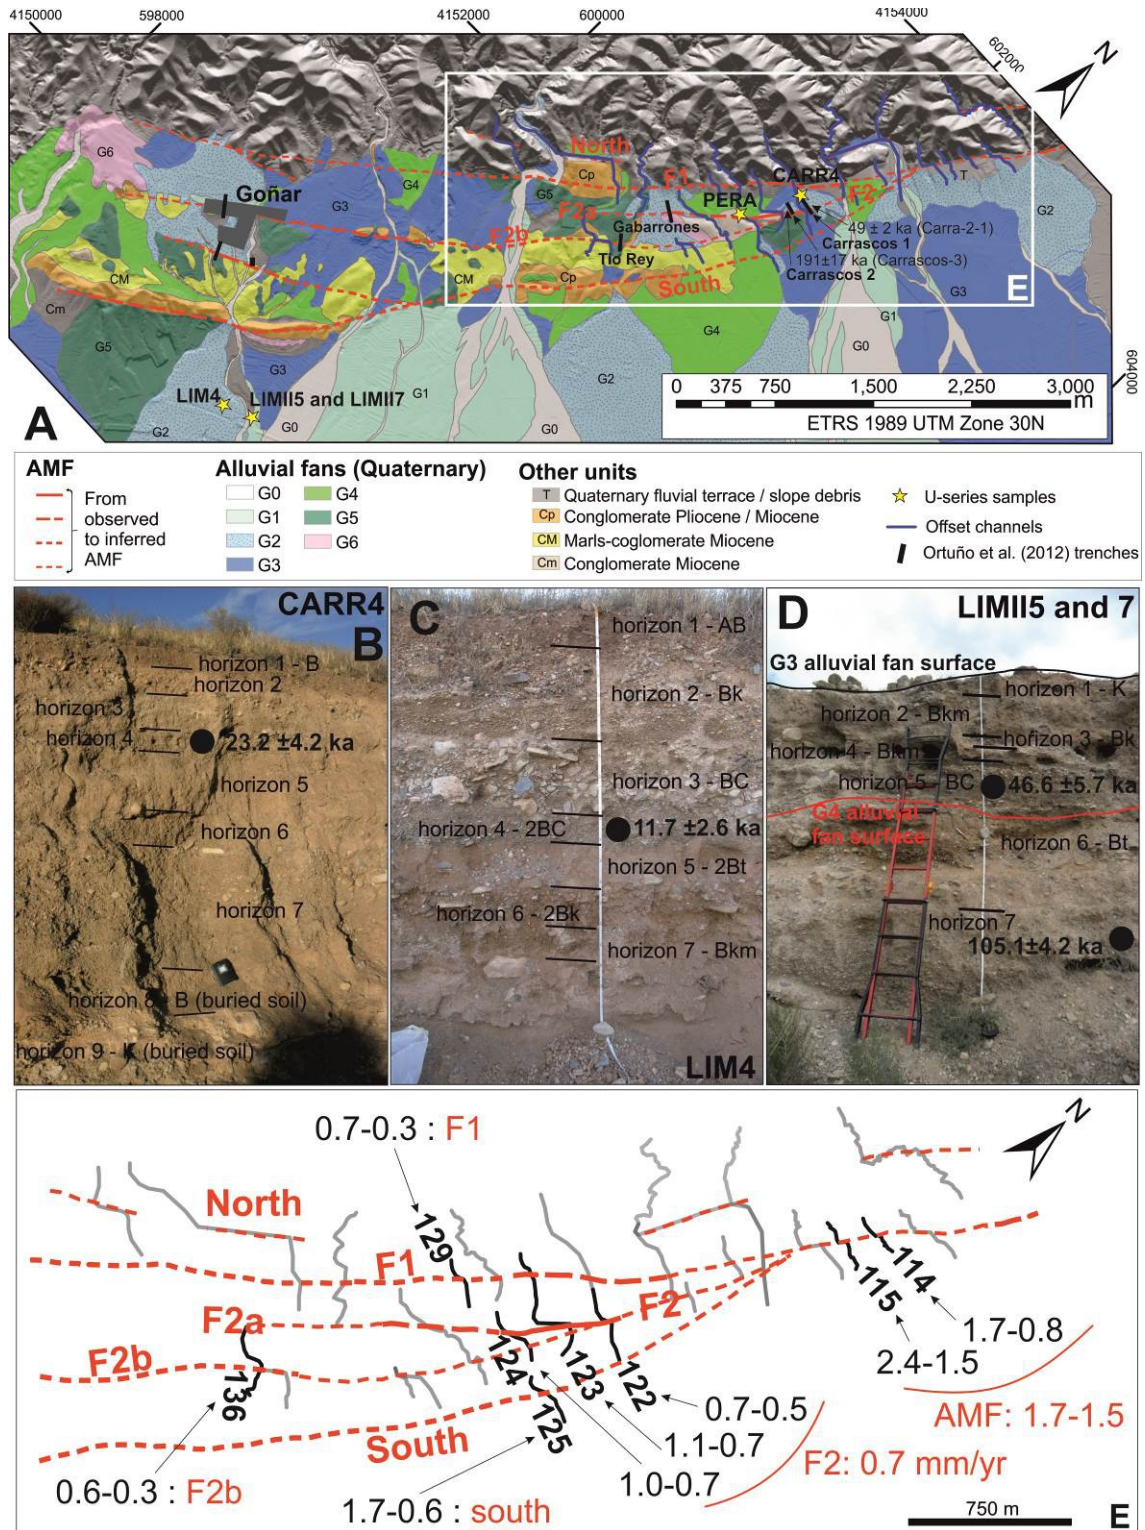 4150000
598000
4152000
600000
4154000
602000
N
G6
North
Goñar
G4
G5
Cp
F1
CARR4
T
G3
PERA
F2
G2
F2a
Gabarrones
F2b
49 ± 2 ka (Carra-2-1)
Carrascos 1
Tío Rey
191±17 ka (Carrascos-3)
Carrascos 2
CM
CM
Cp
South
E
G3
Cm
G1
G5
G4
G3
G0
604000
LIM4
LIMII5 and LIMII7
G1
G2
0 375 750 1,500 2,250 3,000
m
ETRS 1989 UTM Zone 30N
A
G2
G0
G0
AMF
From
observed
to inferred
AMF
Alluvial fans (Quaternary)
G0 G4
G1 G5
G2 G6
G3
Other units
T Quaternary fluvial terrace / slope debris
Cp Conglomerate Pliocene / Miocene
CM Marls-coglomerate Miocene
Cm Conglomerate Miocene
U-series samples
Offset channels
Ortuño et al. (2012) trenches
CARR4
B
horizon 1 - B
horizon 2
horizon 3
horizon 4
23.2 ±4.2 ka
horizon 5
horizon 6
horizon 7
horizon 8 - B (buried soil)
horizon 9 - K (buried soil)
C
horizon 1 - AB
horizon 2 - Bk
horizon 3 - BC
horizon 4 - 2BC
11.7 ±2.6 ka
horizon 5 - 2Bt
horizon 6 - 2Bk
horizon 7 - Bkm
LIM4
D
LIMII5 and 7
G3 alluvial fan surface
horizon 1 - K
horizon 2 - Bkm
horizon 3 - Bk
horizon 4 - Bkm
horizon 5 - BC
46.6 ±5.7 ka
G4 alluvial
fan surface
horizon 6 - Bt
horizon 7
105.1±4.2 ka
N
0.7-0.3 : F1
North
129
F1
114
115
F2
F2a
1.7-0.8
F2b
124
123
122
2.4-1.5
136
125
0.7-0.5
AMF: 1.7-1.5
South
1.1-0.7
F2: 0.7 mm/yr
0.6-0.3 : F2b
1.0-0.7
1.7-0.6 : south
750 m
E